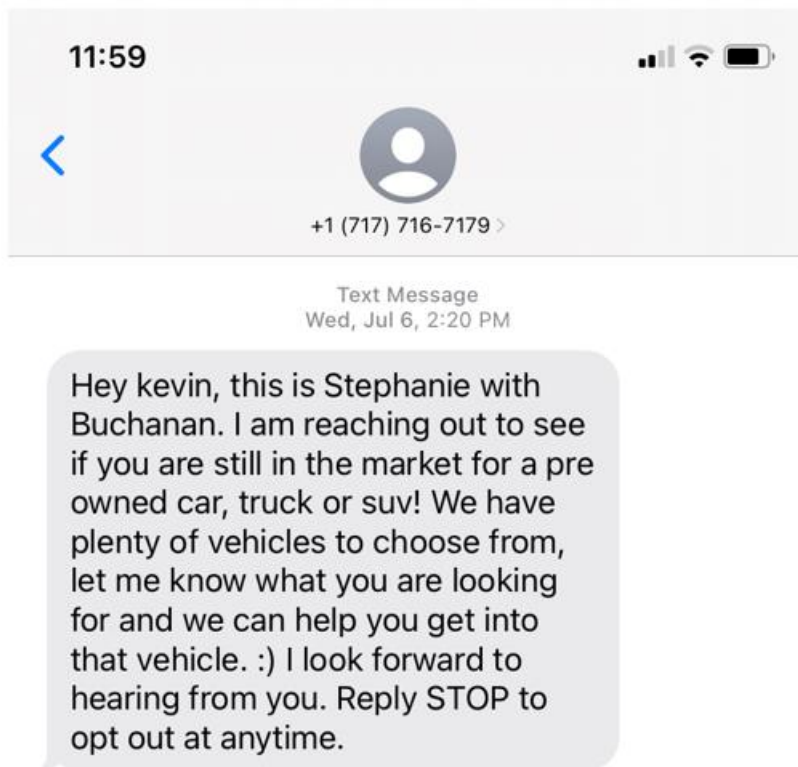 11:59
+1 (717) 716-7179
Text Message
Wed, Jul 6, 2:20 PM
Hey kevin, this is Stephanie with
Buchanan. I am reaching out to see
if you are still in the market for a pre
owned car, truck or suv! We have
plenty of vehicles to choose from,
let me know what you are looking
for and we can help you get into
that vehicle. :) I look forward to
hearing from you. Reply STOP to
opt out at anytime.